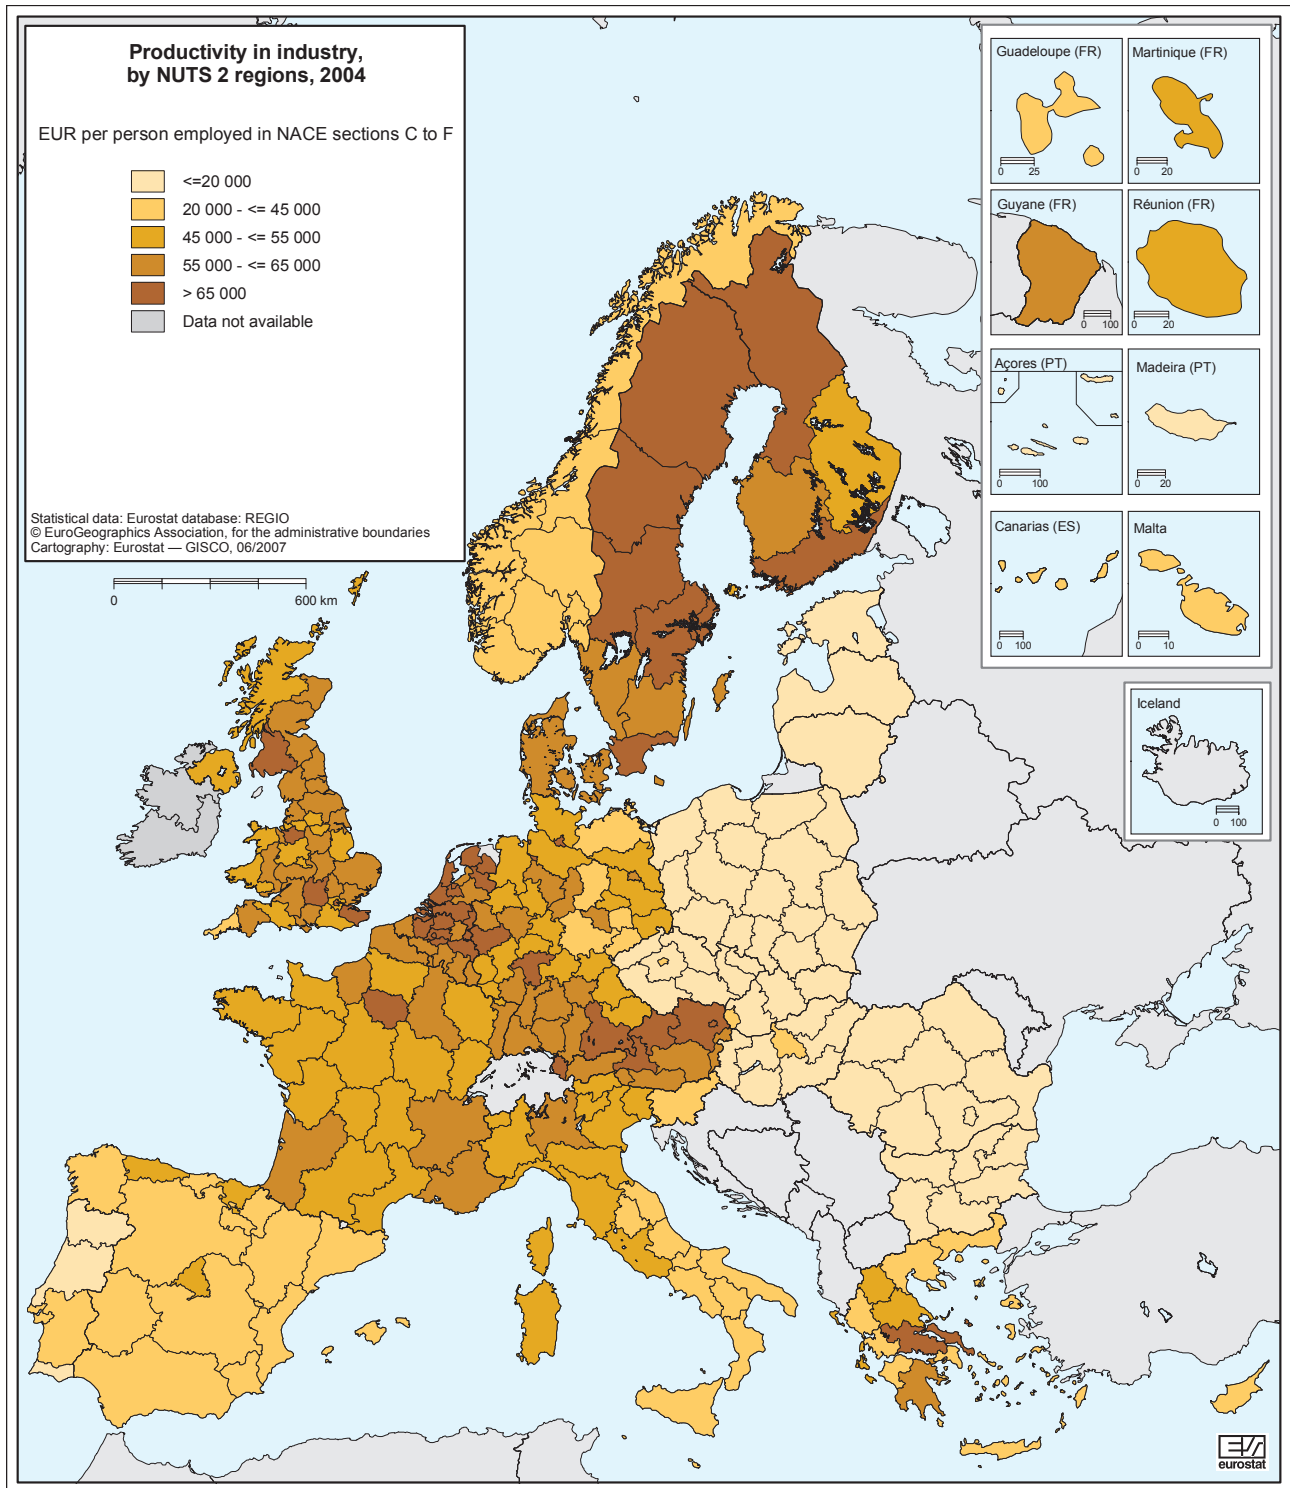 Productivity in industry,
by NUTS 2 regions, 2004
EUR per person employed in NACE sections C to F
<=20 000
20 000 - <= 45 000
45 000 - <= 55 000
55 000 - <= 65 000
> 65 000
Data not available
Statistical data: Eurostat database: REGIO
© EuroGeographics Association, for the administrative boundaries
Cartography: Eurostat — GISCO, 06/2007
0 600 km
Guadeloupe (FR)
0 25
Martinique (FR)
0 20
Guyane (FR)
0 100
Réunion (FR)
0 20
Açores (PT)
0 100
Madeira (PT)
0 20
Canarias (ES)
0 100
Malta
0 10
Iceland
0 100
eurostat